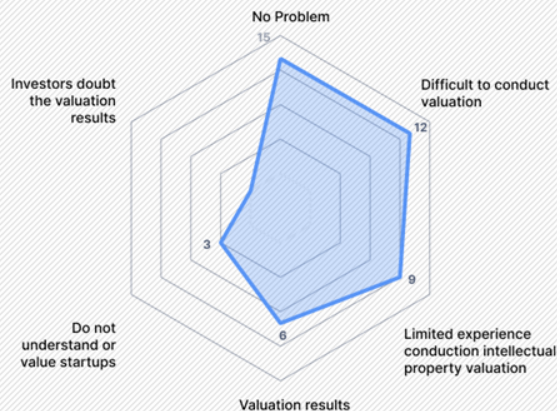 No Problem
15
Difficult to conduct
valuation
12
9
Limited experience
conduction intellectual
property valuation
6
Valuation results
Do not
understand or
value startups
3
Investors doubt
the valuation
results